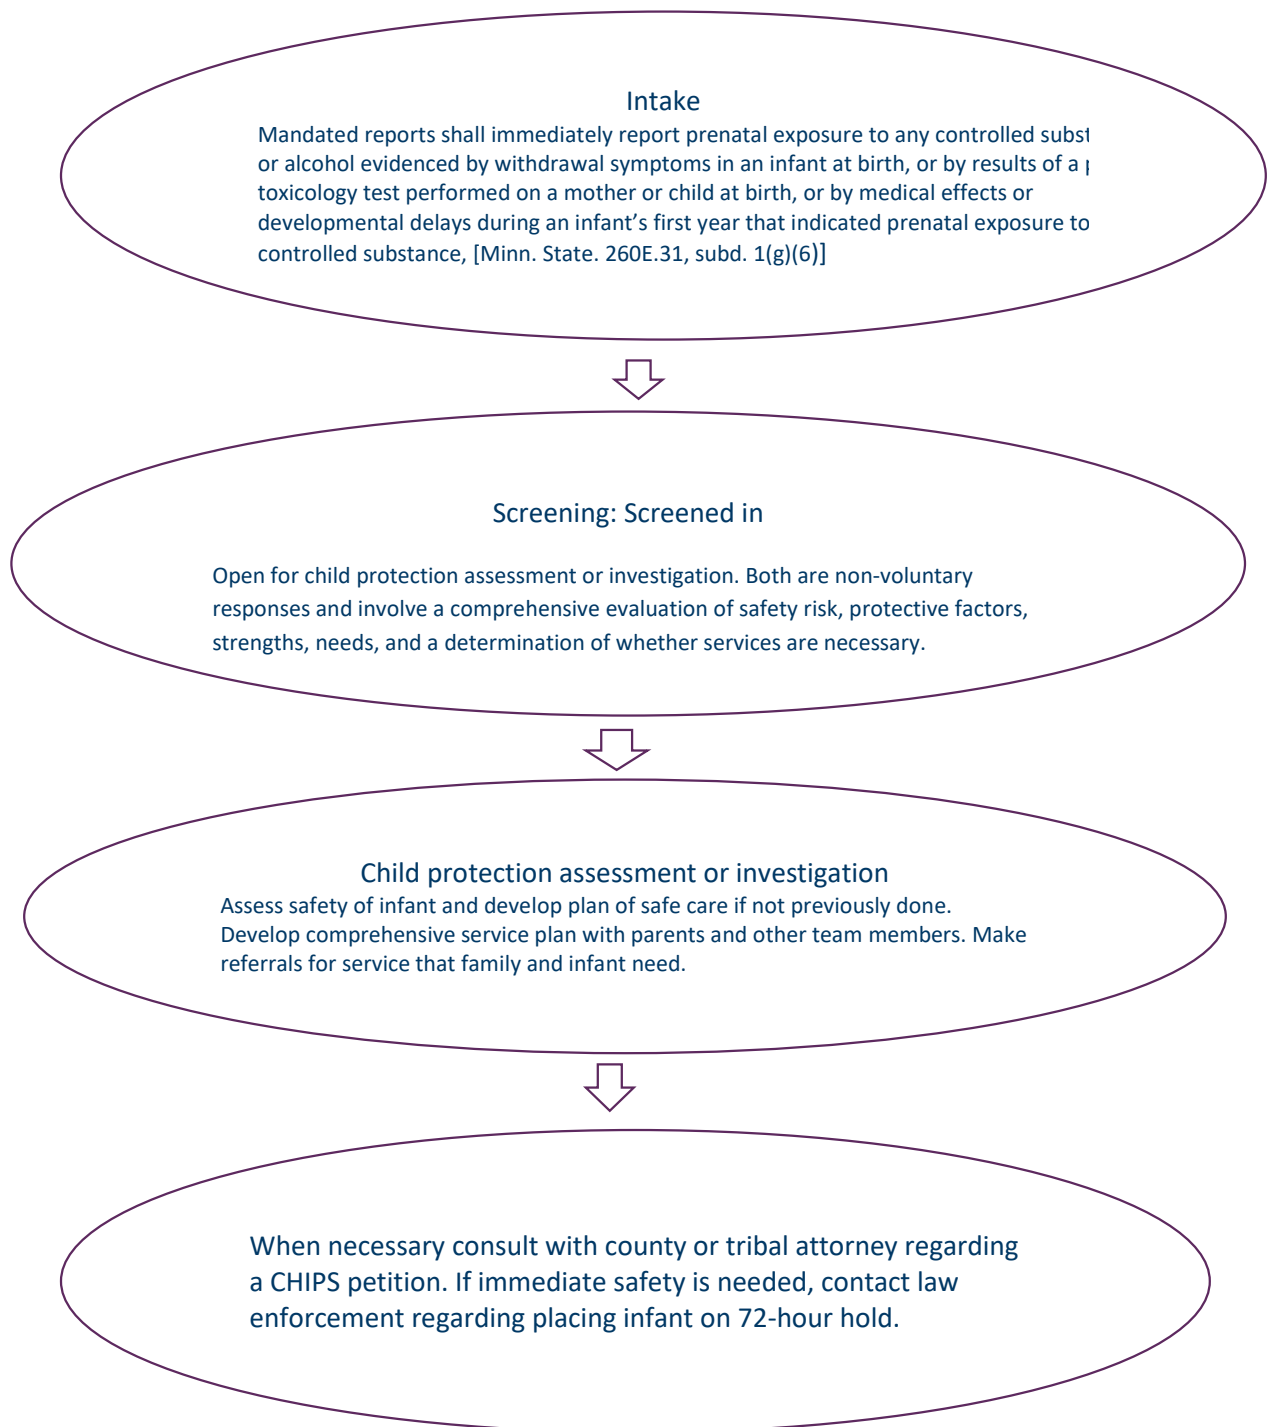 Intake
Mandated reports shall immediately report prenatal exposure to any controlled
or alcohol evidenced by withdrawal symptoms in an infant at birth, or by results of a
toxicology test performed on a mother or child at birth, or by medical effects or
developmental delays during an infant’s first year that indicated prenatal exposure to
controlled substance, [Minn. State. 260E.31, subd. 1(g)(6)]
Screening: Screened in
Open for child protection assessment or investigation. Both are non-voluntary
responses and involve a comprehensive evaluation of safety risk, protective factors,
strengths, needs, and a determination of whether services are necessary.
Child protection assessment or investigation
Assess safety of infant and develop plan of safe care if not previously done.
Develop comprehensive service plan with parents and other team members. Make
referrals for service that family and infant need.
When necessary consult with county or tribal attorney regarding
a CHIPS petition. If immediate safety is needed, contact law
enforcement regarding placing infant on 72-hour hold.